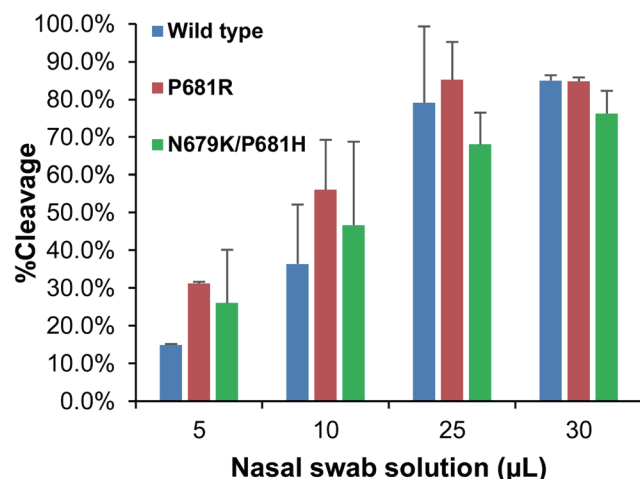 100.0%
90.0%
80.0%
70.0%
60.0%
50.0%
40.0%
30.0%
20.0%
10.0%
0.0%
%Cleavage
Wild type
P681R
N679K/P681H
5 10 25 30
Nasal swab solution (µL)